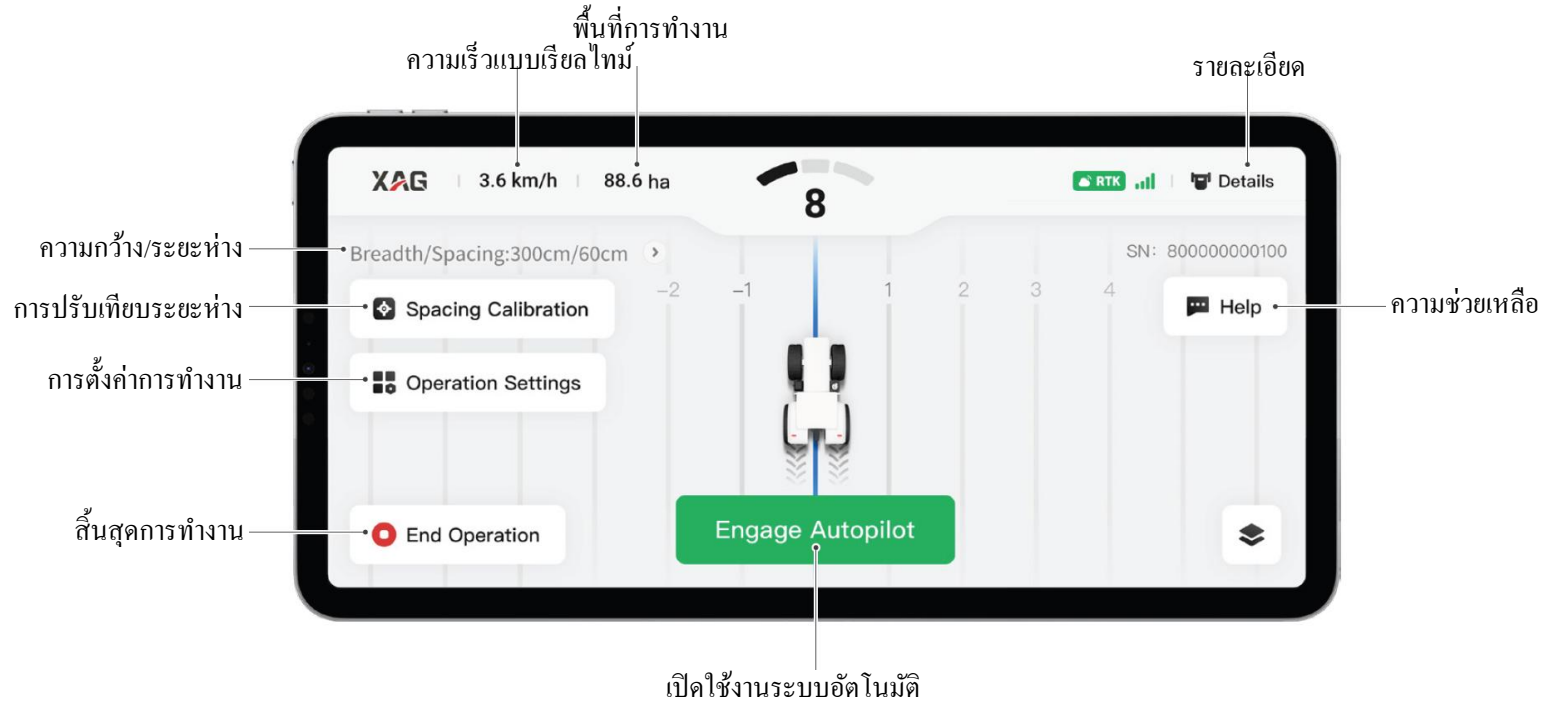 พื้นที่การทำงาน
ความเร็วแบบเรียลไทม์
รายละเอียด
XAG 3.6 km/h 88.6 ha
8
RTK
Details
ความกว้าง/ระยะห่าง
Breadth/Spacing:300cm/60cm
SN: 800000000100
-2 -1 1 2 3 4
การปรับเทียบระยะห่าง
Spacing Calibration
Help
ความช่วยเหลือ
การตั้งค่าการทำงาน
Operation Settings
สิ้นสุดการทำงาน
End Operation
Engage Autopilot
เปิดใช้งานระบบอัตโนมัติ